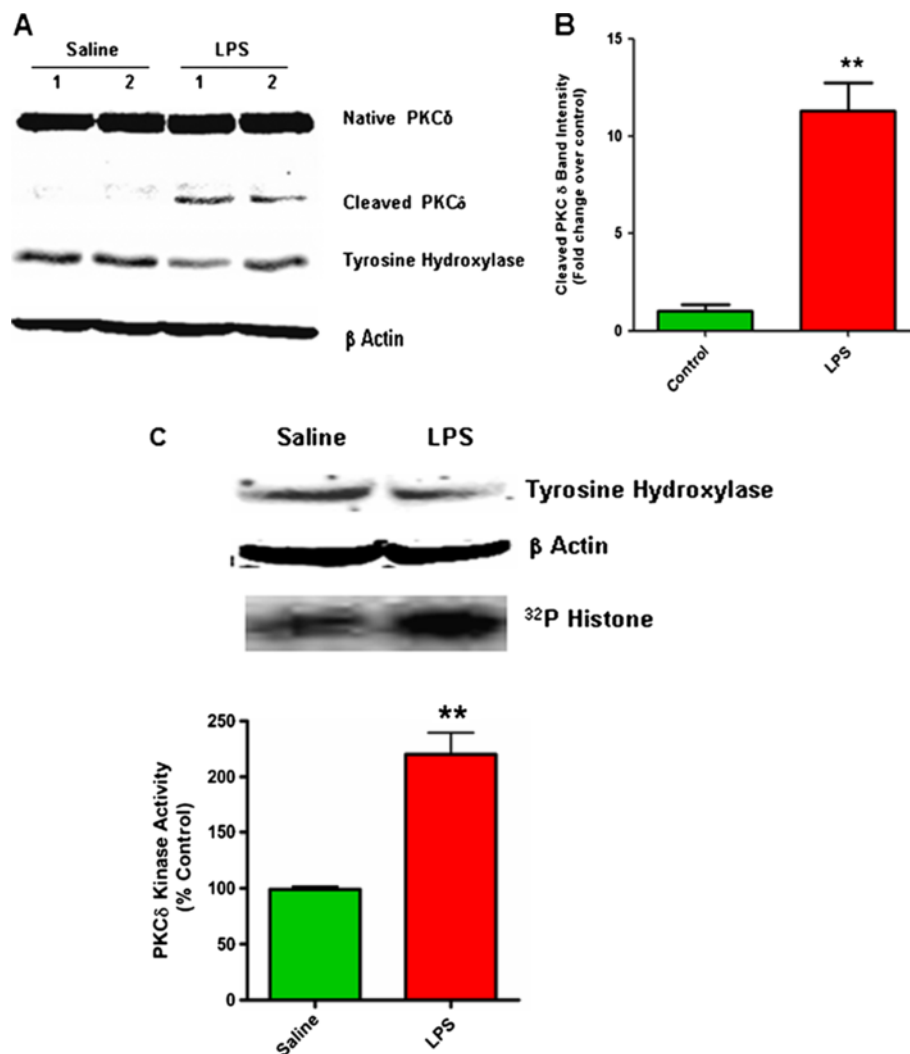 A
Saline LPS
1 2 1 2
Native PKCδ
Cleaved PKCδ
Tyrosine Hydroxylase
β Actin
B
Cleaved PKC δ Band Intensity
(Fold change over control)
15
10
5
0
**
Control
LPS
C
Saline LPS
Tyrosine Hydroxylase
β Actin
³²P Histone
PKCδ Kinase Activity
(% Control)
250
200
150
100
50
0
**
Saline
LPS